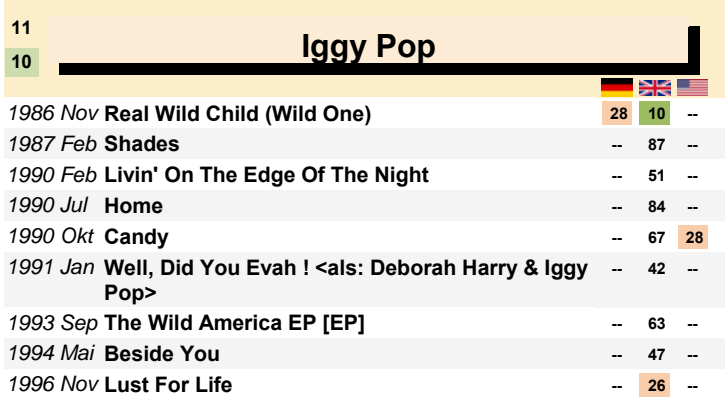 11
Iggy Pop
10
1986 Nov Real Wild Child (Wild One) 28 10 --
1987 Feb Shades -- 87 --
1990 Feb Livin' On The Edge Of The Night -- 51 --
1990 Jul Home -- 84 --
1990 Okt Candy -- 67 28
1991 Jan Well, Did You Evah ! <als: Deborah Harry & Iggy -- 42 --
Pop>
1993 Sep The Wild America EP [EP] -- 63 --
1994 Mai Beside You -- 47 --
1996 Nov Lust For Life -- 26 --